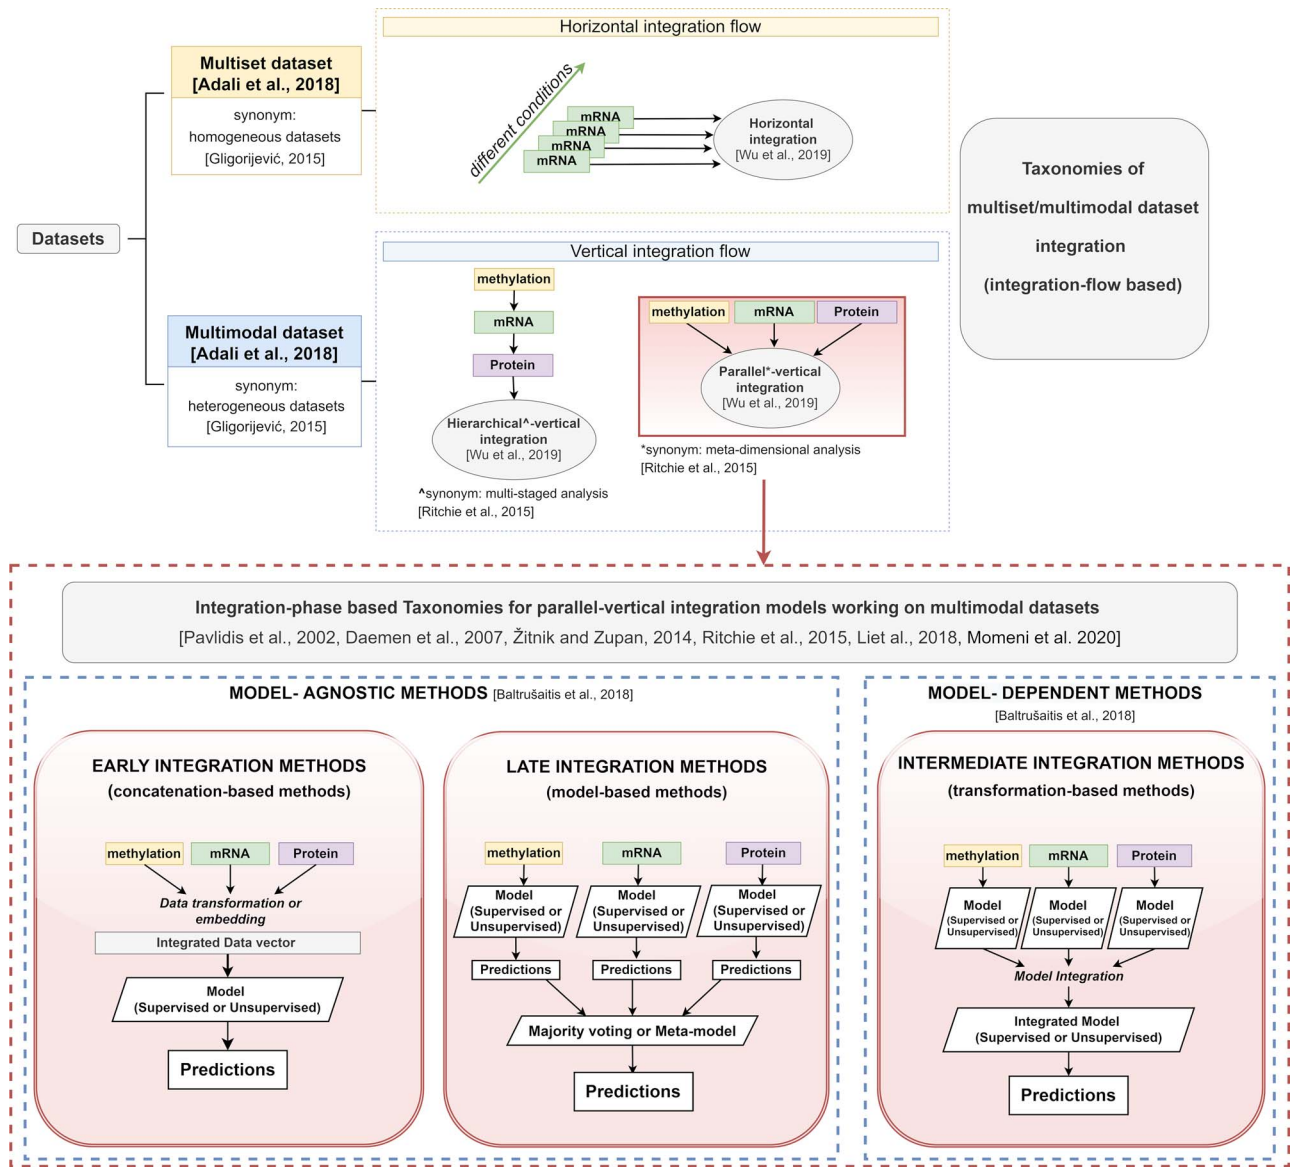 Horizontal integration flow
Multiset dataset
[Adali et al., 2018]
synonym:
homogeneous datasets
[Gligorijević, 2015]
different conditions
mRNA
mRNA
mRNA
mRNA
Horizontal
integration
[Wu et al., 2019]
Taxonomies of
multiset/multimodal dataset
integration
(integration-flow based)
Datasets
Vertical integration flow
Multimodal dataset
[Adali et al., 2018]
synonym:
heterogeneous datasets
[Gligorijević, 2015]
methylation
mRNA
Protein
Hierarchical^-vertical
integration
[Wu et al., 2019]
^synonym: multi-staged analysis
[Ritchie et al., 2015]
methylation
mRNA
Protein
Parallel*-vertical
integration
[Wu et al., 2019]
*synonym: meta-dimensional analysis
[Ritchie et al., 2015]
Integration-phase based Taxonomies for parallel-vertical integration models working on multimodal datasets
[Pavlidis et al., 2002, Daemen et al., 2007, Žitnik and Zupan, 2014, Ritchie et al., 2015, Liet al., 2018, Momeni et al. 2020]
MODEL- AGNOSTIC METHODS [Baltrušaitis et al., 2018]
EARLY INTEGRATION METHODS
(concatenation-based methods)
methylation
mRNA
Protein
Data transformation or
embedding
Integrated Data vector
Model
(Supervised or Unsupervised)
Predictions
LATE INTEGRATION METHODS
(model-based methods)
methylation
mRNA
Protein
Model
(Supervised or
Unsupervised)
Model
(Supervised or
Unsupervised)
Model
(Supervised or
Unsupervised)
Predictions
Predictions
Predictions
Majority voting or Meta-model
Predictions
MODEL- DEPENDENT METHODS
[Baltrušaitis et al., 2018]
INTERMEDIATE INTEGRATION METHODS
(transformation-based methods)
methylation
mRNA
Protein
Model
(Supervised or
Unsupervised)
Model
(Supervised or
Unsupervised)
Model
(Supervised or
Unsupervised)
Model Integration
Integrated Model
(Supervised or Unsupervised)
Predictions